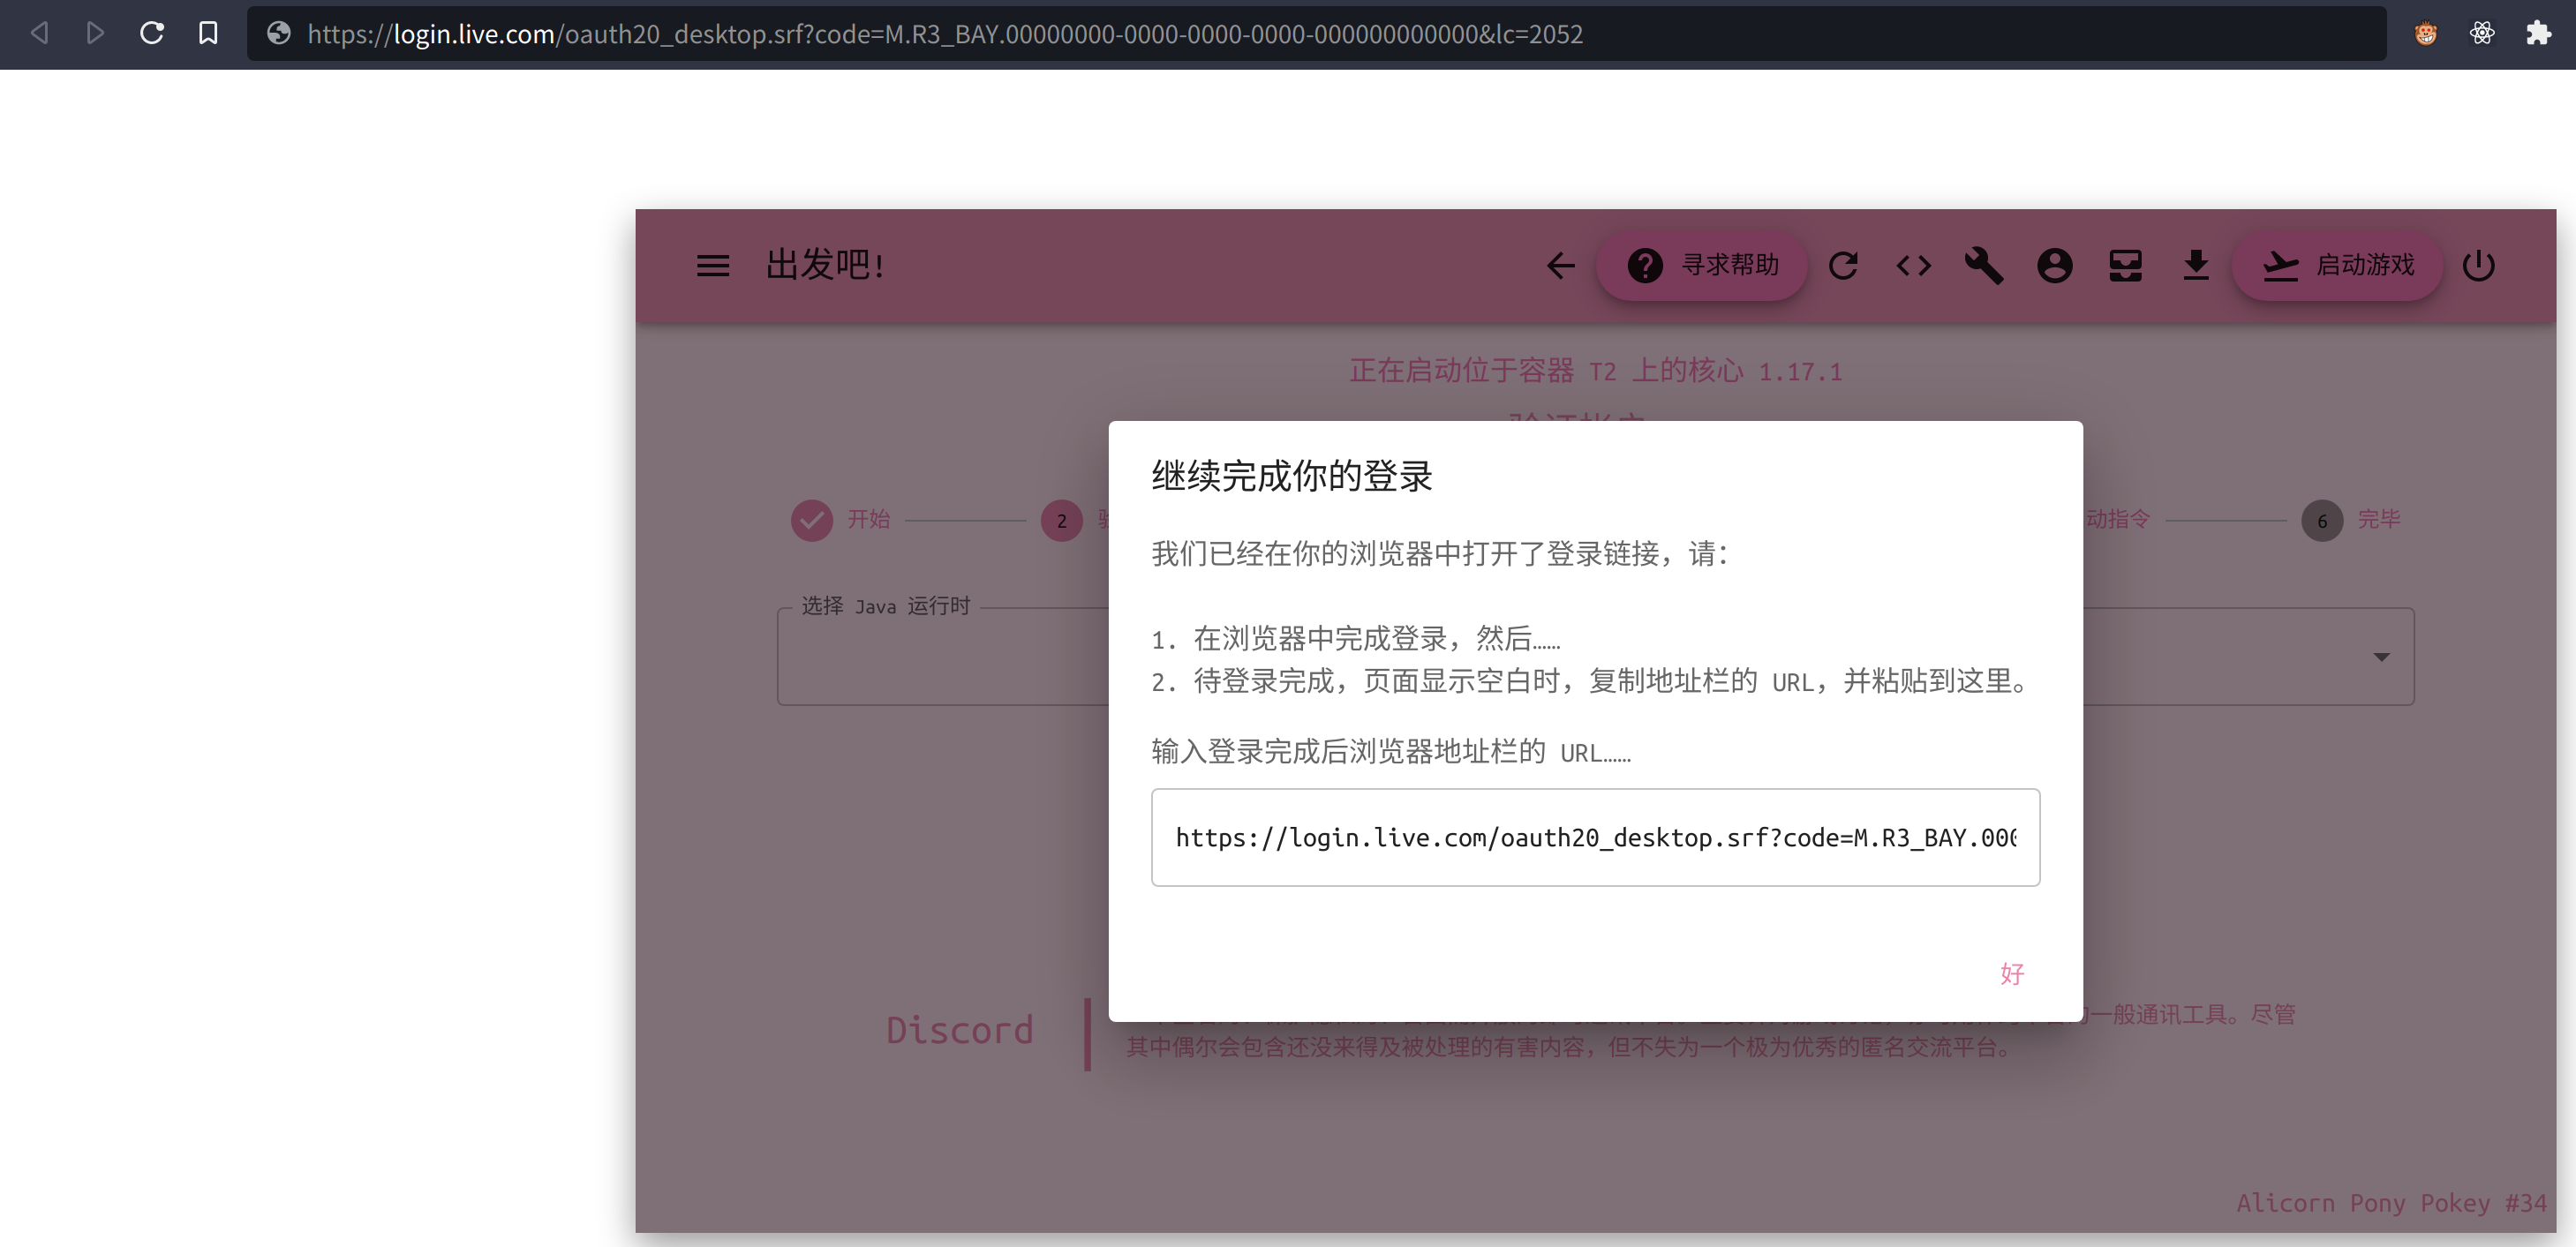 https://login.live.com/oauth20_desktop.srf?code=M.R3_BAY.00000000-0000-0000-0000-000000000000&lc=2052
出发吧!
寻求帮助
启动游戏
正在启动位于容器 T2 上的核心 1.17.1
继续完成你的登录
开始
2
动指令
6
完毕
我们已经在你的浏览器中打开了登录链接，请：
选择 Java 运行时
1. 在浏览器中完成登录，然后……
2. 待登录完成，页面显示空白时，复制地址栏的 URL，并粘贴到这里。
输入登录完成后浏览器地址栏的 URL……
https://login.live.com/oauth20_desktop.srf?code=M.R3_BAY.000
好
Discord
一般通讯工具。尽管
其中偶尔会包含还没来得及被处理的有害内容，但不失为一个极为优秀的匿名交流平台。
Alicorn Pony Pokey #34